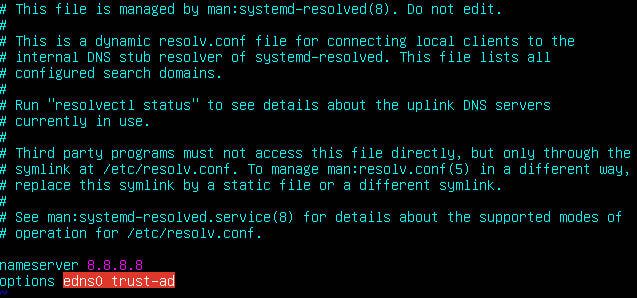 # This file is managed by man:systemd-resolved(8). Do not edit.
#
# This is a dynamic resolv.conf file for connecting local clients to the
# internal DNS stub resolver of systemd-resolved. This file lists all
# configured search domains.
#
# Run "resolvectl status" to see details about the uplink DNS servers
# currently in use.
#
# Third party programs must not access this file directly, but only through the
# symlink at /etc/resolv.conf. To manage man:resolv.conf(5) in a different way,
# replace this symlink by a static file or a different symlink.
#
# See man:systemd-resolved.service(8) for details about the supported modes of
# operation for /etc/resolv.conf.

nameserver 8.8.8.8
options edns0 trust-ad
~